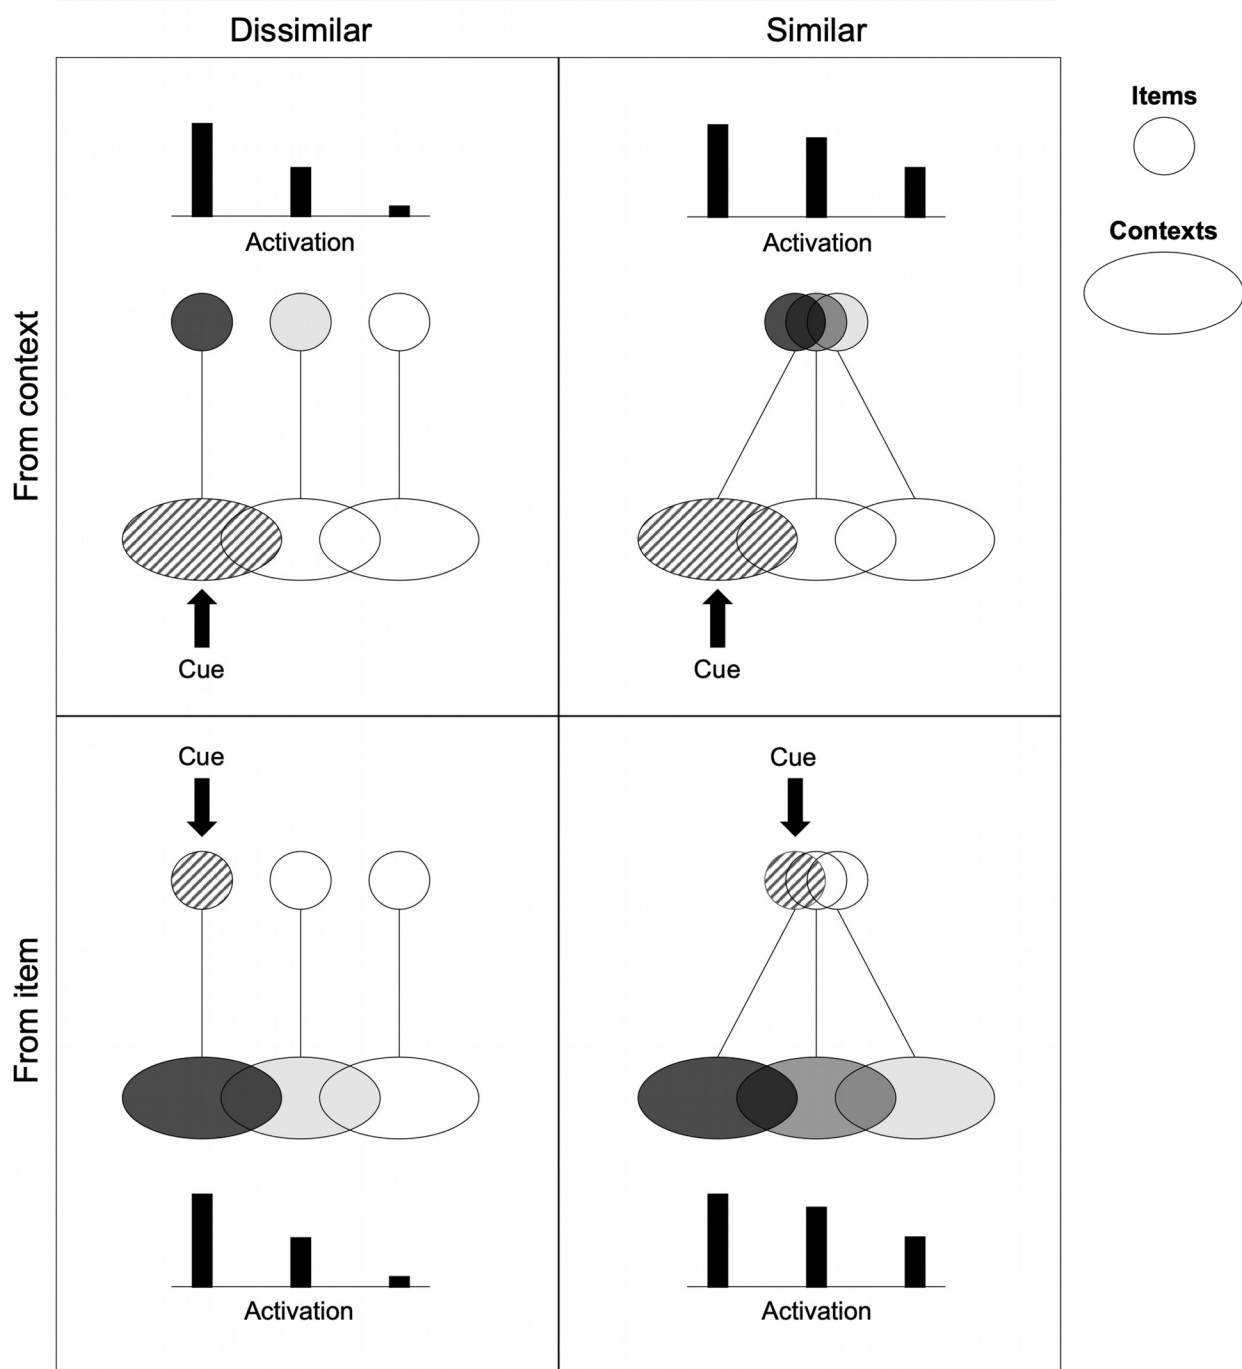 Dissimilar
Similar
Items
Contexts
From context
Activation
Activation
Cue
Cue
From item
Cue
Cue
Activation
Activation